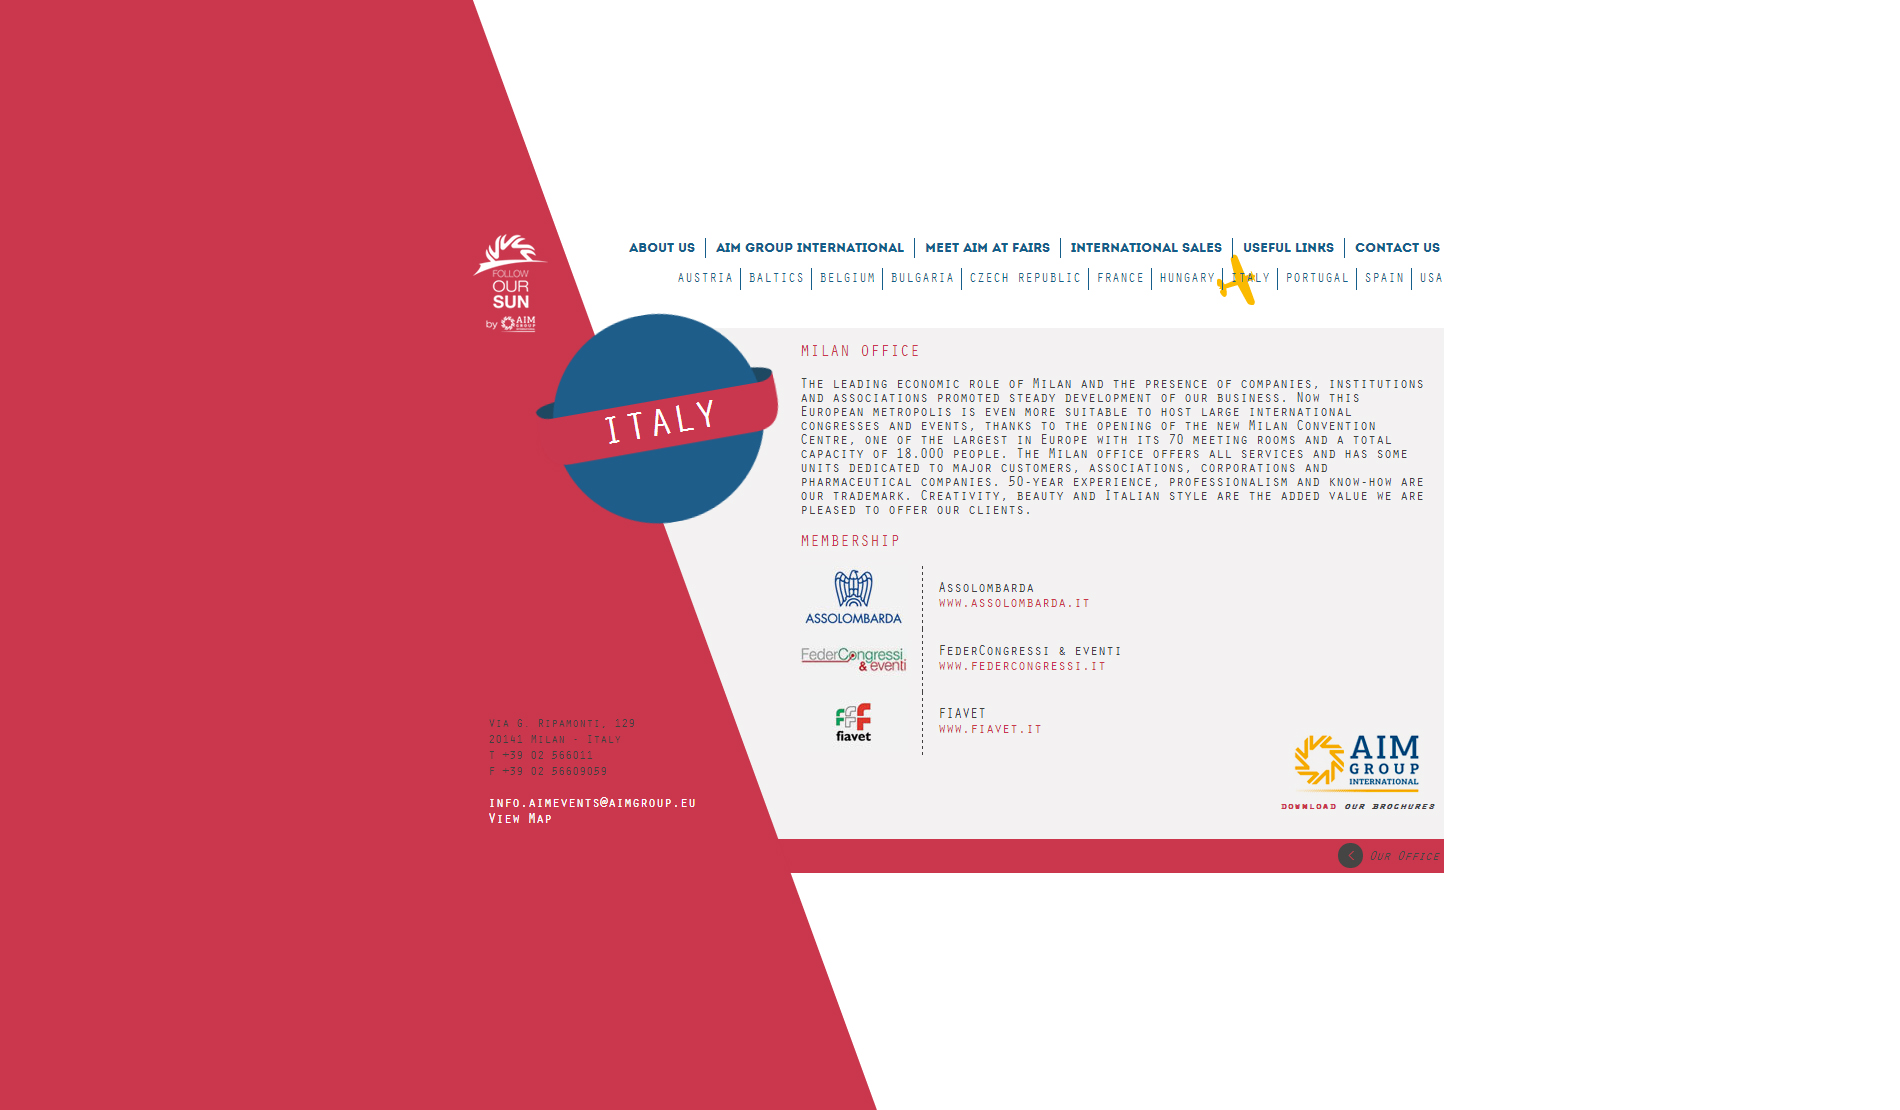 FOLLOW
OUR
SUN
by AIM
GROUP
ABOUT US
AIM GROUP INTERNATIONAL
MEET AIM AT FAIRS
INTERNATIONAL SALES
USEFUL LINKS
CONTACT US
AUSTRIA
BALTICS
BELGIUM
BULGARIA
CZECH REPUBLIC
FRANCE
HUNGARY
ITALY
PORTUGAL
SPAIN
USA
ITALY
MILAN OFFICE
The leading economic role of Milan and the presence of companies, institutions
and associations promoted steady development of our business. Now this
European metropolis is even more suitable to host large international
congresses and events, thanks to the opening of the new Milan Convention
Centre, one of the largest in Europe with its 70 meeting rooms and a total
capacity of 18.000 people. The Milan office offers all services and has some
units dedicated to major customers, associations, corporations and
pharmaceutical companies. 50-year experience, professionalism and know-how are
our trademark. Creativity, beauty and Italian style are the added value we are
pleased to offer our clients.
MEMBERSHIP
ASSOLOMBARDA
Assolombarda
www.assolombarda.it
FederCongressi
& eventi
FederCongressi & eventi
www.federcongressi.it
fiavet
FIAVET
www.fiavet.it
Via G. Ripamonti, 129
20141 Milan - Italy
T +39 02 566011
F +39 02 56609059
info.aimevents@aimgroup.eu
View Map
AIM
GROUP
INTERNATIONAL
DOWNLOAD OUR BROCHURES
Our Office